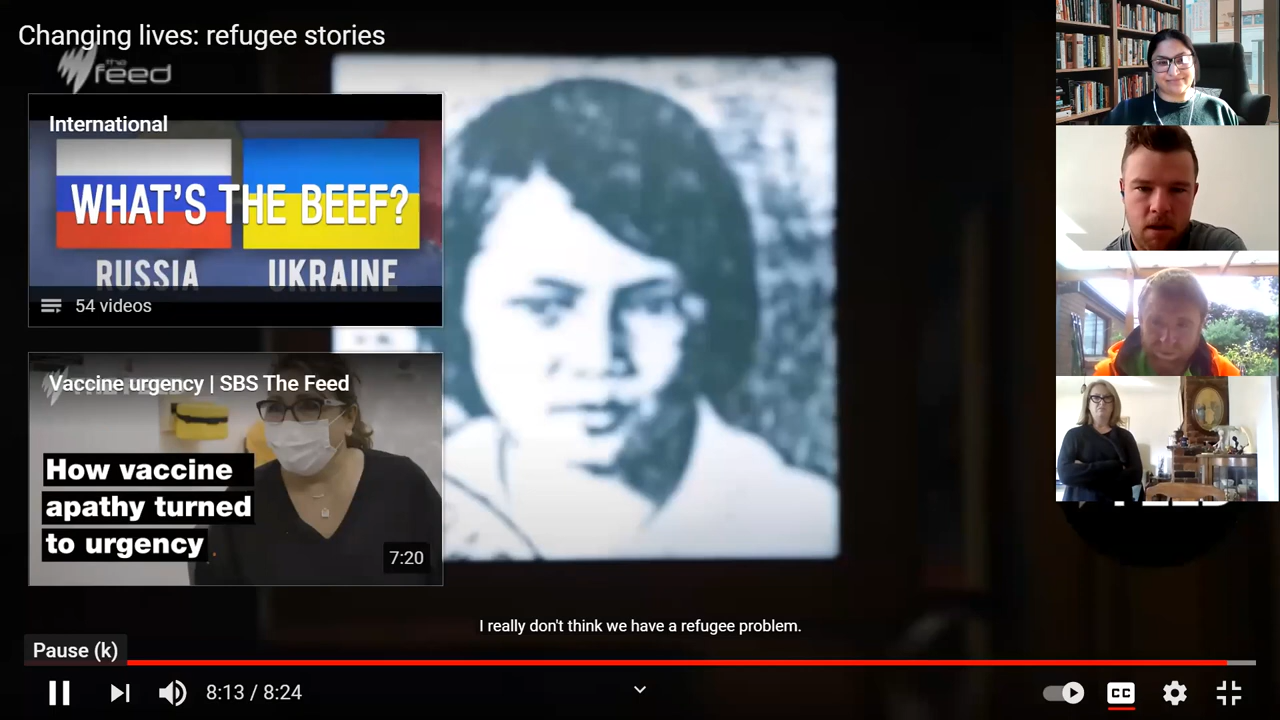 Changing lives: refugee stories
the feed
International
WHAT'S THE BEEF?
RUSSIA
UKRAINE
54 videos
Vaccine urgency | SBS The Feed
How vaccine
apathy turned
to urgency
7:20
I really don't think we have a refugee problem.
Pause (k)
8:13 / 8:24
CC